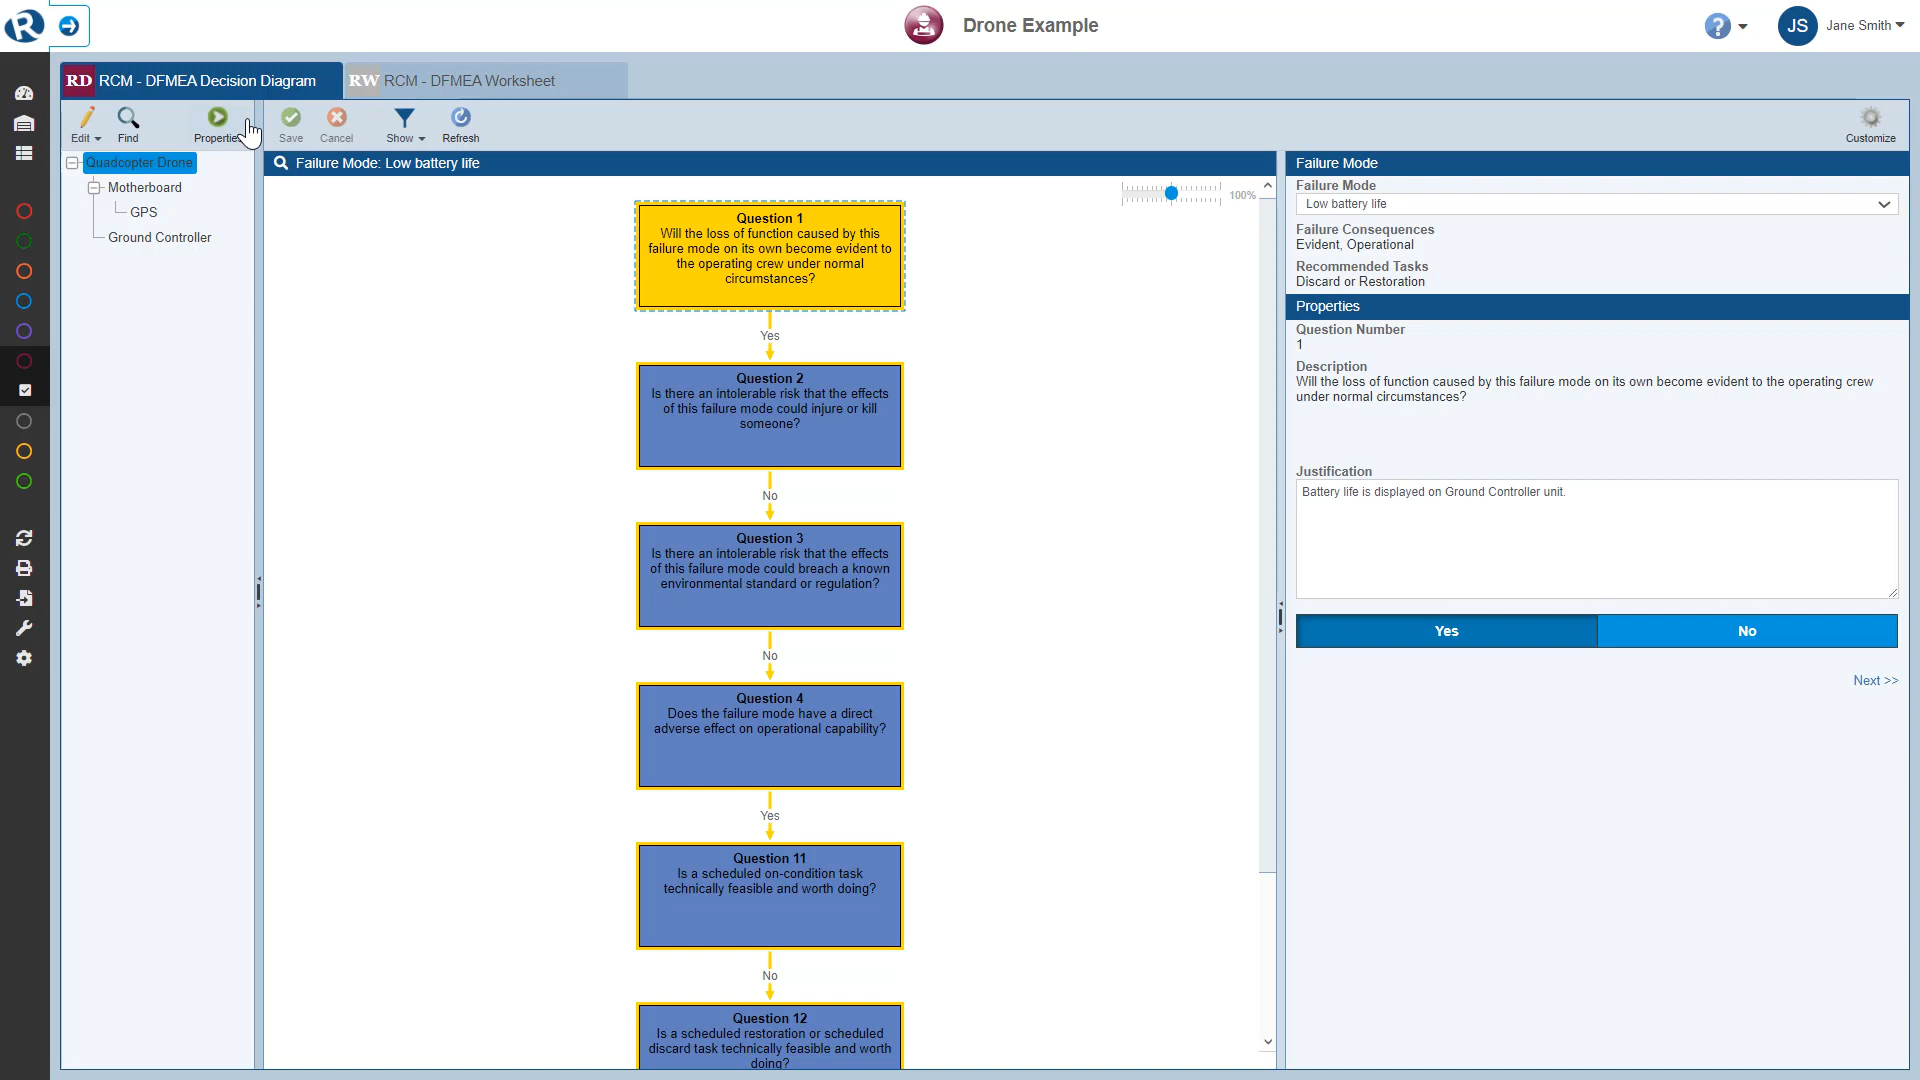 R
Drone Example
?
JS
Jane Smith
RD RCM - DFMEA Decision Diagram
RW RCM - DFMEA Worksheet
Edit
Find
Properties
Save
Cancel
Show
Refresh
Customize
Quadcopter Drone
Motherboard
GPS
Ground Controller
Failure Mode: Low battery life
100%
Question 1
Will the loss of function caused by this
failure mode on its own become evident to
the operating crew under normal
circumstances?
Yes
Question 2
Is there an intolerable risk that the effects
of this failure mode could injure or kill
someone?
No
Question 3
Is there an intolerable risk that the effects
of this failure mode could breach a known
environmental standard or regulation?
No
Question 4
Does the failure mode have a direct
adverse effect on operational capability?
Yes
Question 11
Is a scheduled on-condition task
technically feasible and worth doing?
No
Question 12
Is a scheduled restoration or scheduled
discard task technically feasible and worth
doing?
Failure Mode
Failure Mode
Low battery life
Failure Consequences
Evident, Operational
Recommended Tasks
Discard or Restoration
Properties
Question Number
1
Description
Will the loss of function caused by this failure mode on its own become evident to the operating crew
under normal circumstances?
Justification
Battery life is displayed on Ground Controller unit.
Yes
No
Next >>